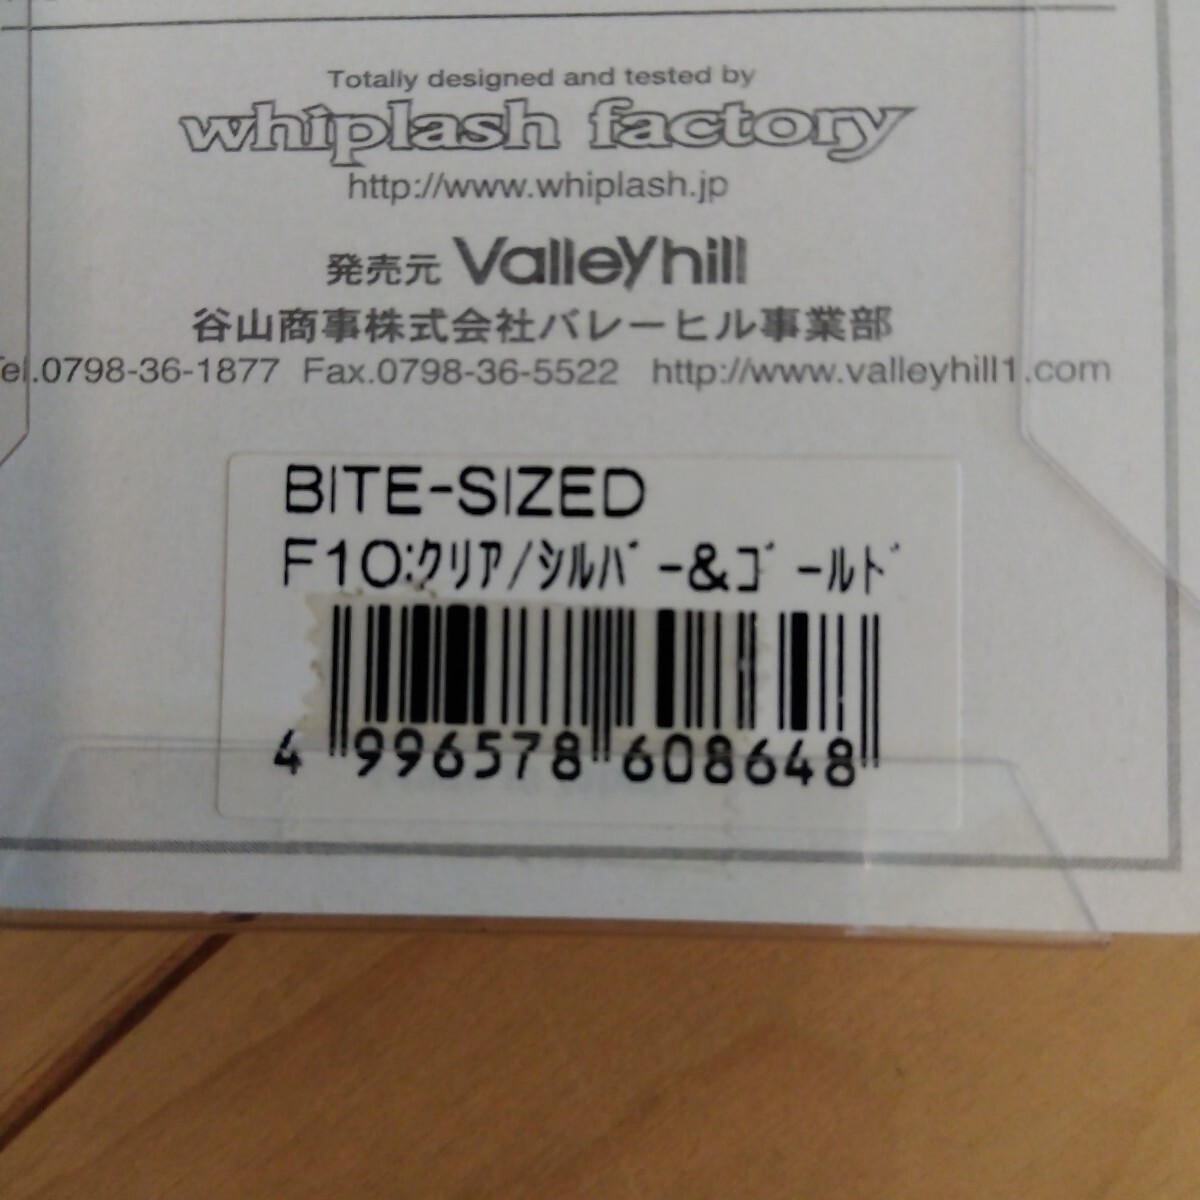 Totally designed and tested by
whiplash factory
http://www.whiplash.jp
発売元 Valleyhill
谷山商事株式会社バレーヒル事業部
Tel.0798-36-1877 Fax.0798-36-5522 http://www.valleyhill1.com
BITE-SIZED
F10:ｸﾘｱ/ｼﾙﾊﾞｰ&ｺﾞｰﾙﾄﾞ
4 996578 608648